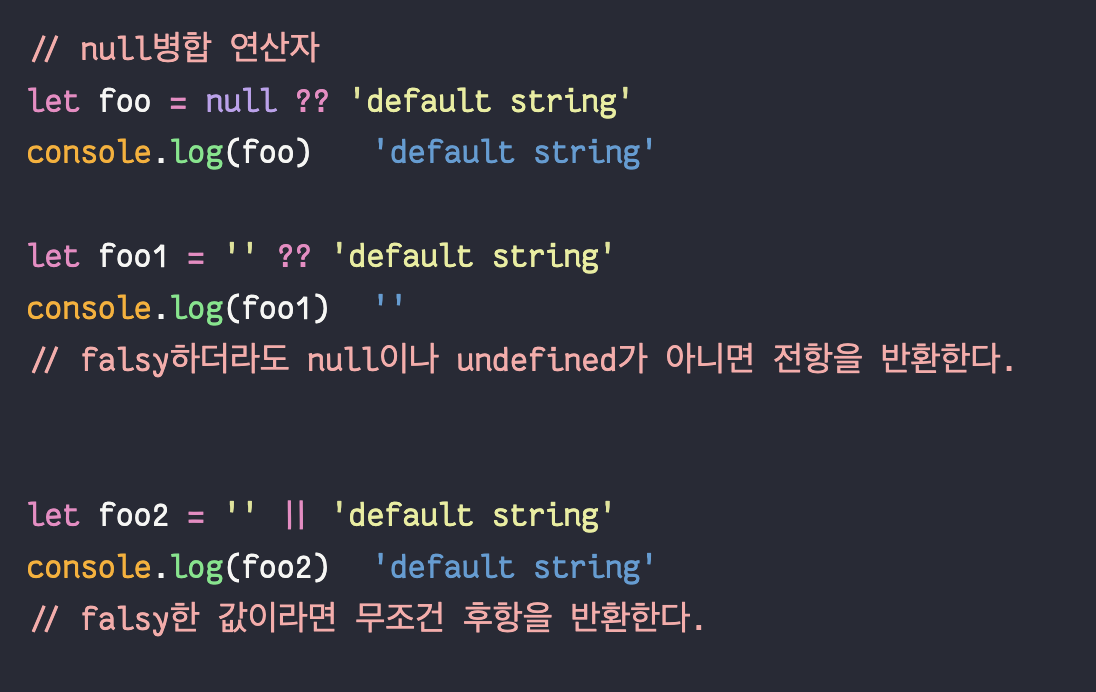 // null병합 연산자
let foo = null ?? 'default string'
console.log(foo)   'default string'
let foo1 = '' ?? 'default string'
console.log(foo1)  ''
// falsy하더라도 null이나 undefined가 아니면 전항을 반환한다.
let foo2 = '' || 'default string'
console.log(foo2)  'default string'
// falsy한 값이라면 무조건 후항을 반환한다.